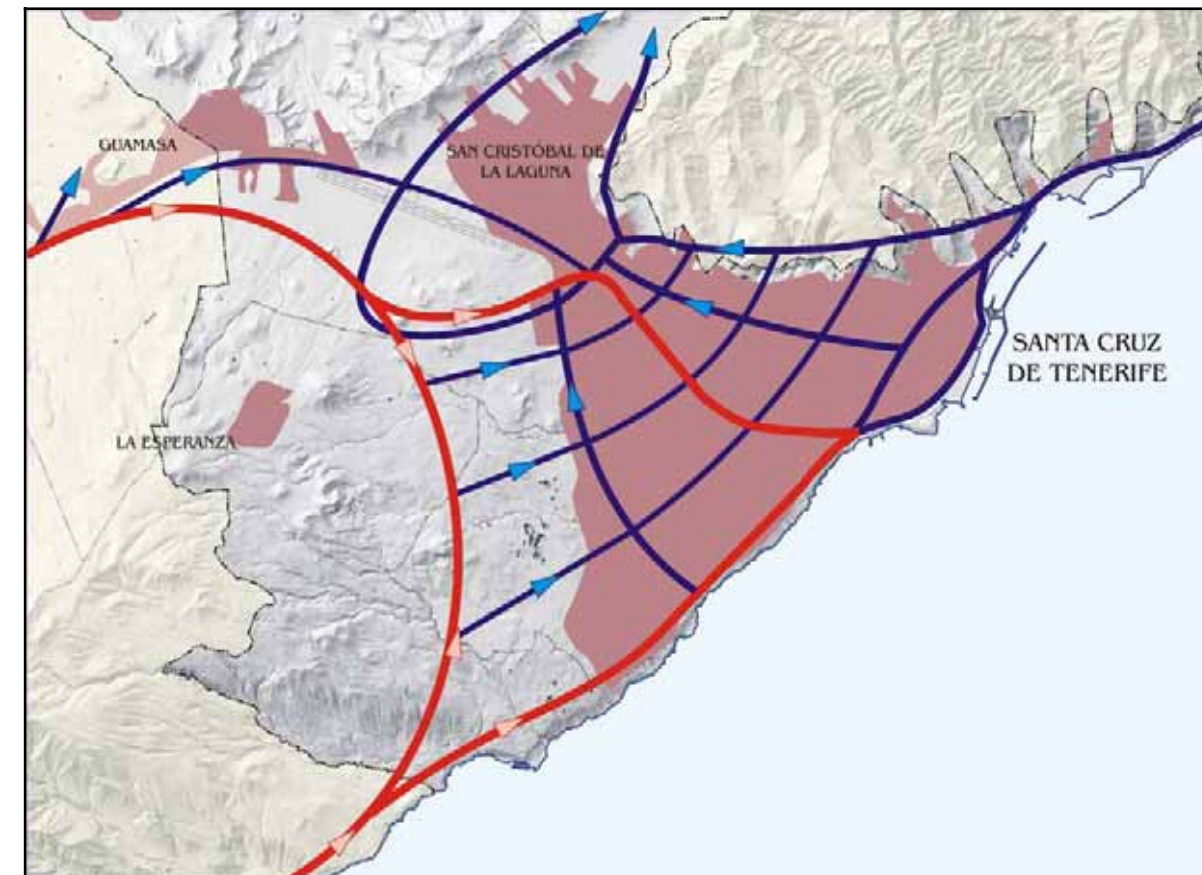 GUAMASA
SAN CRISTÓBAL DE
LA LAGUNA
SANTA CRUZ
DE TENERIFE
LA ESPERANZA